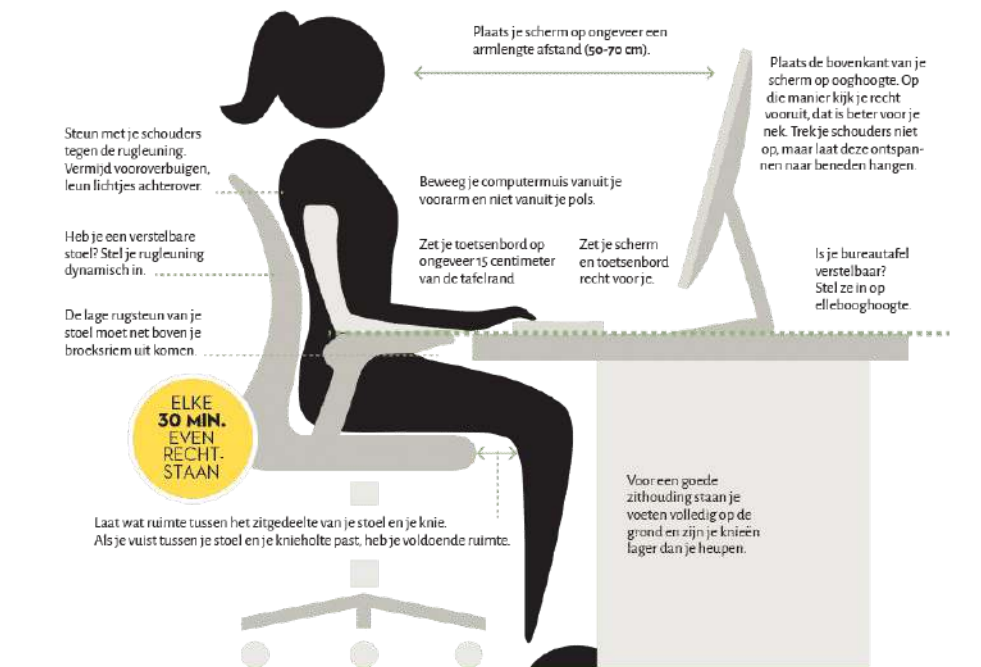 Plaats je scherm op ongeveer een
armlengte afstand (50-70 cm).
Plaats de bovenkant van je
scherm op ooghoogte. Op
die manier kijk je recht
vooruit, dat is beter voor je
nek. Trek je schouders niet
op, maar laat deze ontspan-
nen naar beneden hangen.
Steun met je schouders
tegen de rugleuning.
Vermijd vooroverbuigen,
leun lichtjes achterover.
Beweeg je computermuis vanuit je
voorarm en niet vanuit je pols.
Heb je een verstelbare
stoel? Stel je rugleuning
dynamisch in.
Zet je toetsenbord op
ongeveer 15 centimeter
van de tafelrand
Zet je scherm
en toetsenbord
recht voor je.
Is je bureautafel
verstelbaar?
Stel ze in op
ellebooghoogte.
De lage rugsteun van je
stoel moet net boven je
broeksriem uit komen.
ELKE
30 MIN.
EVEN
RECHT-
STAAN
Laat wat ruimte tussen het zitgedeelte van je stoel en je knie.
Als je vuist tussen je stoel en je knieholte past, heb je voldoende ruimte.
Voor een goede
zithouding staan je
voeten volledig op de
grond en zijn je knieën
lager dan je heupen.